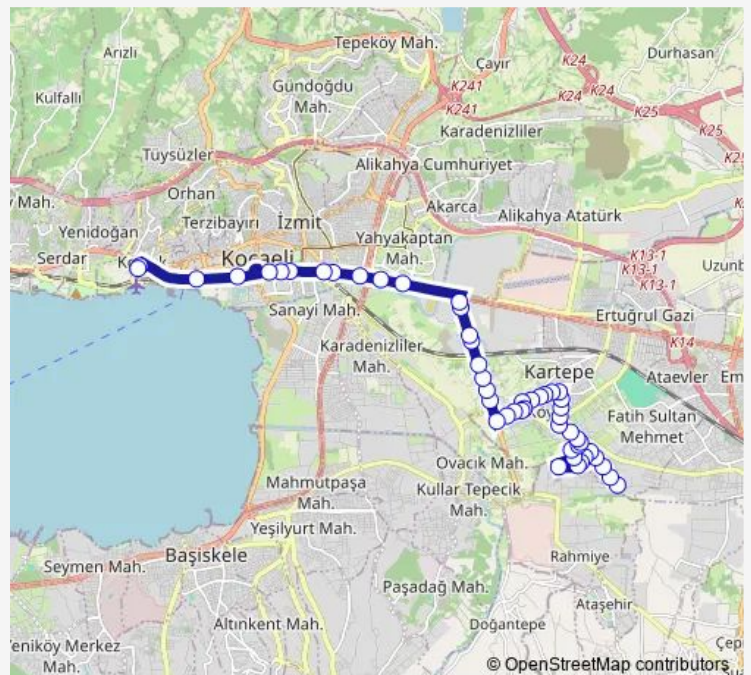 Tepeköy Mah.
Arızlı
Durhasan
Çayır
K24
K241
K241
K24
K24
K25
Kulfallı
Gündoğdu
Mah.
K25
Karadenizliler
Tüysüzler
Alikahya Cumhuriyet
Orhan
Mah.
Akarca
Terzibayırı
İzmit
Alikahya Atatürk
Yenidoğan
Yahyakaptan
Mah.
Serdar
Kocaeli
K13-1
K13-1
K13-1
Sanayi Mah.
Ertuğrul Gazi
Karadenizliler
Mah.
K14
Kartepe
Ataevler
Fatih Sultan
Mehmet
Ovacık Mah.
Mahmutpaşa
Mah.
Kullar Tepecik
Mah.
Yeşilyurt Mah.
Başiskele
Seymen Mah.
Rahmiye
Paşadağ Mah.
Ataşehir
Altınkent Mah.
Doğantepe
Yeniköy Merkez
Mah.
© OpenStreetMap contributors